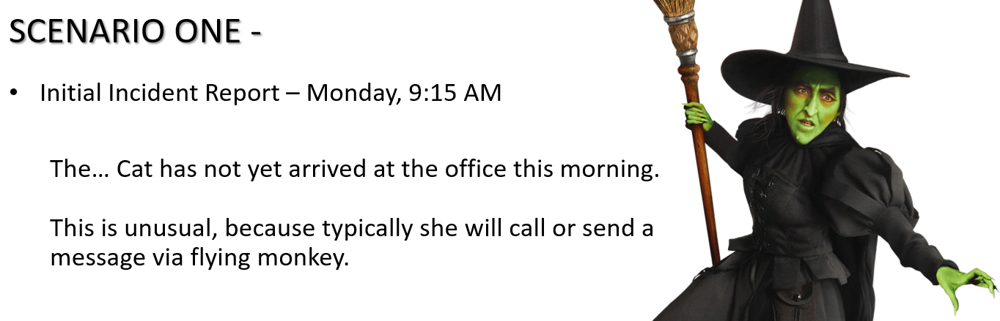 SCENARIO ONE -
• Initial Incident Report – Monday, 9:15 AM
The... Cat has not yet arrived at the office this morning.
This is unusual, because typically she will call or send a
message via flying monkey.